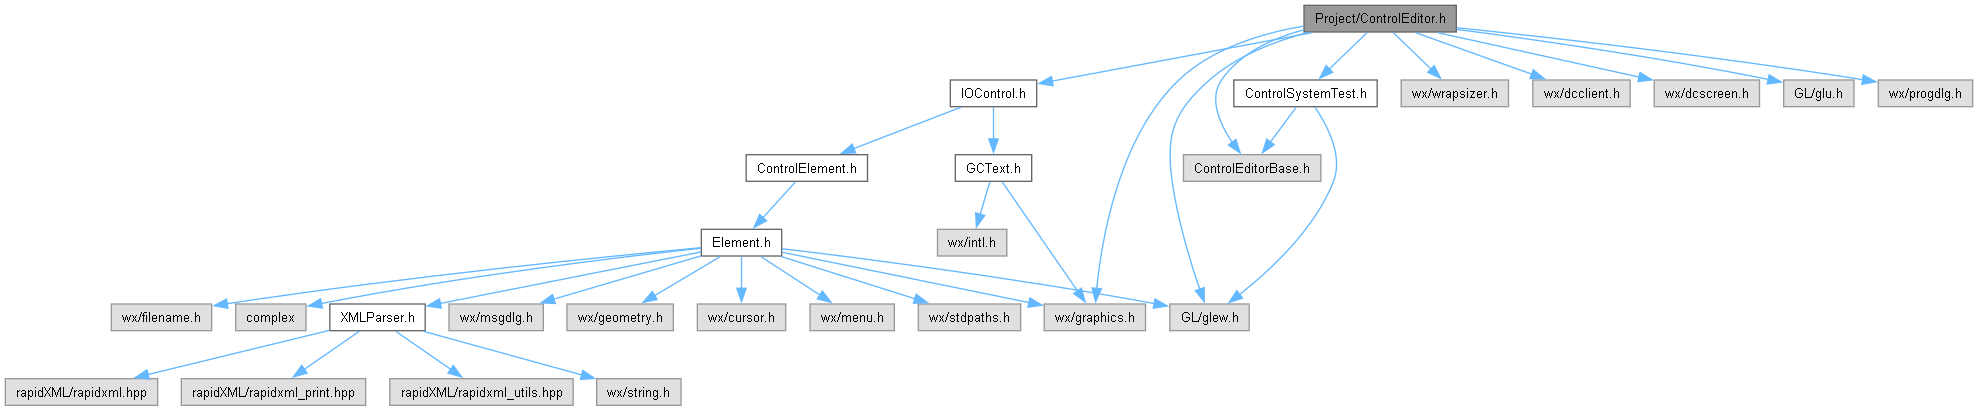 Project/ControlEditor.h
IOControl.h
ControlSystemTest.h
wx/wrapsizer.h
wx/dcclient.h
wx/dcscreen.h
GL/glu.h
wx/progdlg.h
ControlElement.h
GCText.h
ControlEditorBase.h
Element.h
wx/intl.h
wx/filename.h
complex
XMLParser.h
wx/msgdlg.h
wx/geometry.h
wx/cursor.h
wx/menu.h
wx/stdpaths.h
wx/graphics.h
GL/glew.h
rapidXML/rapidxml.hpp
rapidXML/rapidxml_print.hpp
rapidXML/rapidxml_utils.hpp
wx/string.h